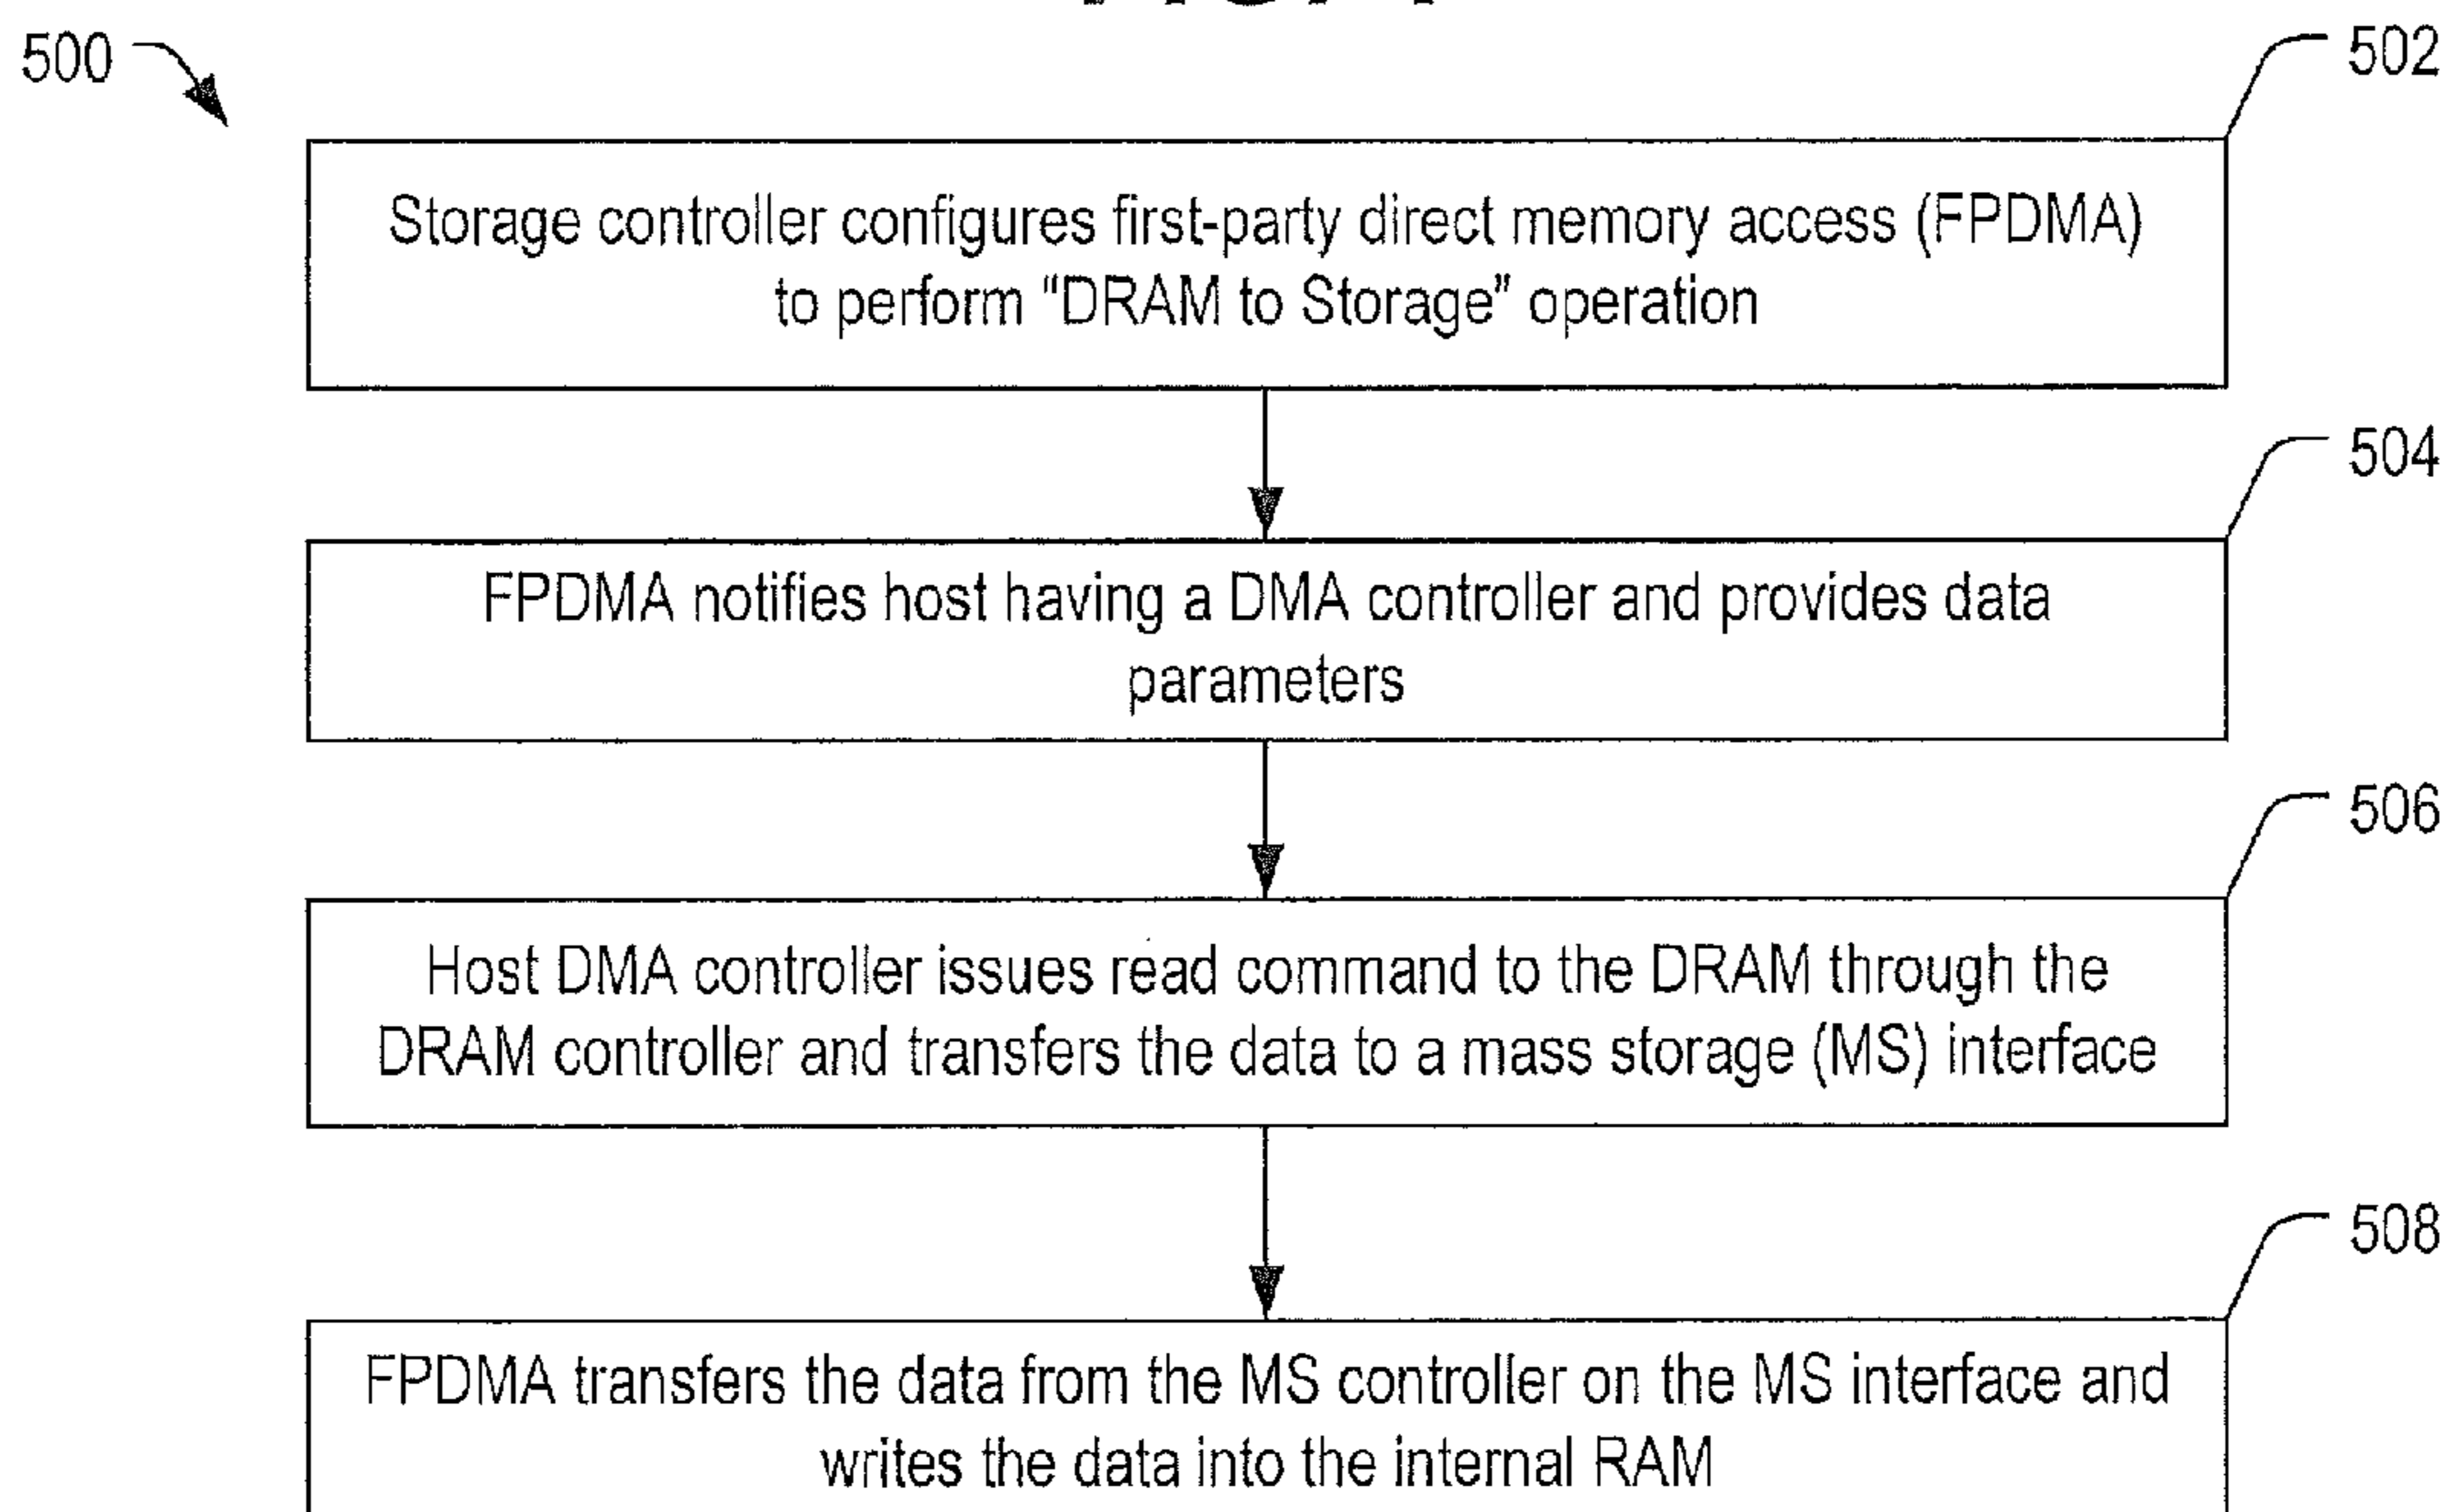 500
502
Storage controller configures first-party direct memory access (FPDMA)
to perform “DRAM to Storage” operation
504
FPDMA notifies host having a DMA controller and provides data
parameters
506
Host DMA controller issues read command to the DRAM through the
DRAM controller and transfers the data to a mass storage (MS) interface
508
FPDMA transfers the data from the MS controller on the MS interface and
writes the data into the internal RAM